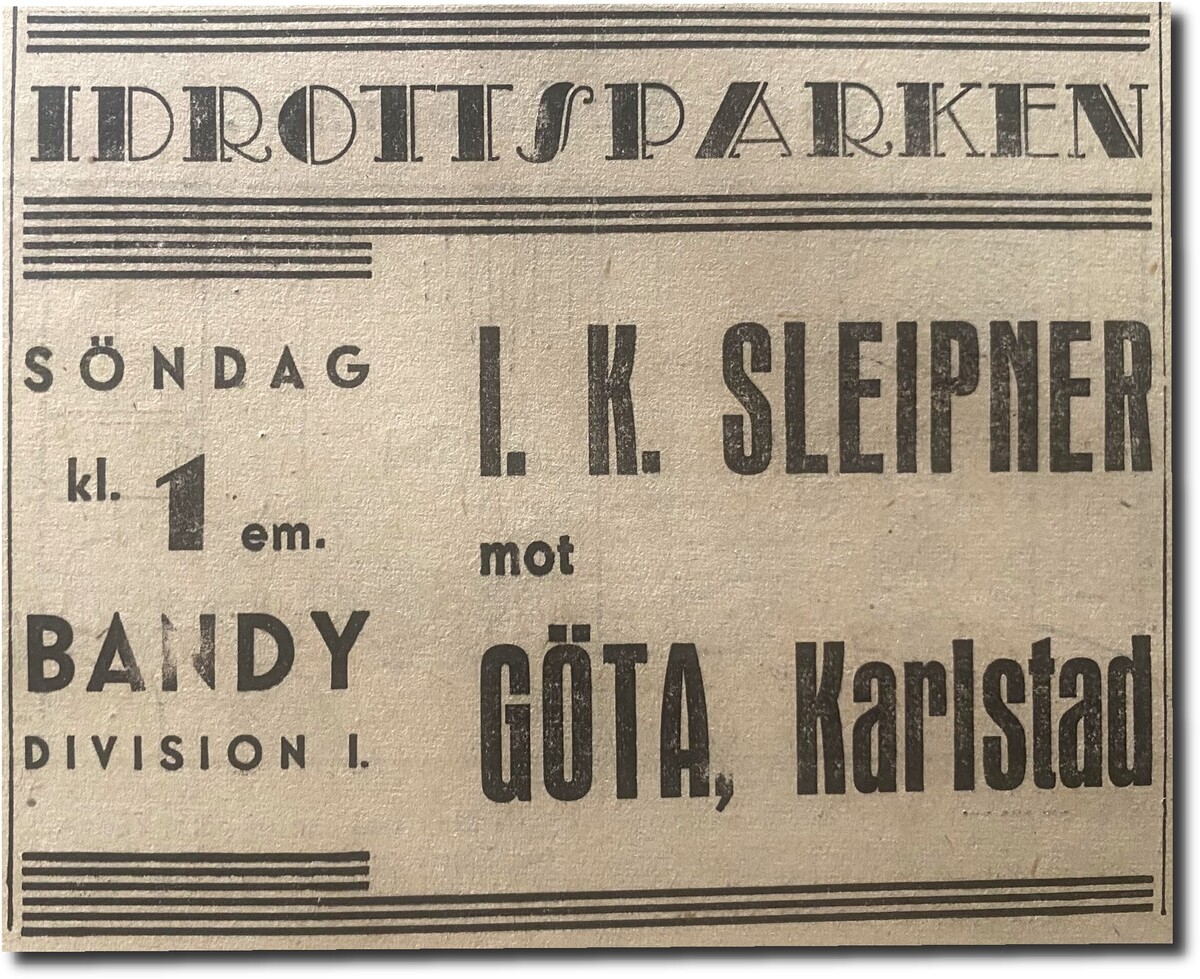 IDROTTSPARKEN
SÖNDAG
kl. 1 em.
BANDY
DIVISION I.
I. K. SLEIPNER
mot
GÖTA, Karlstad